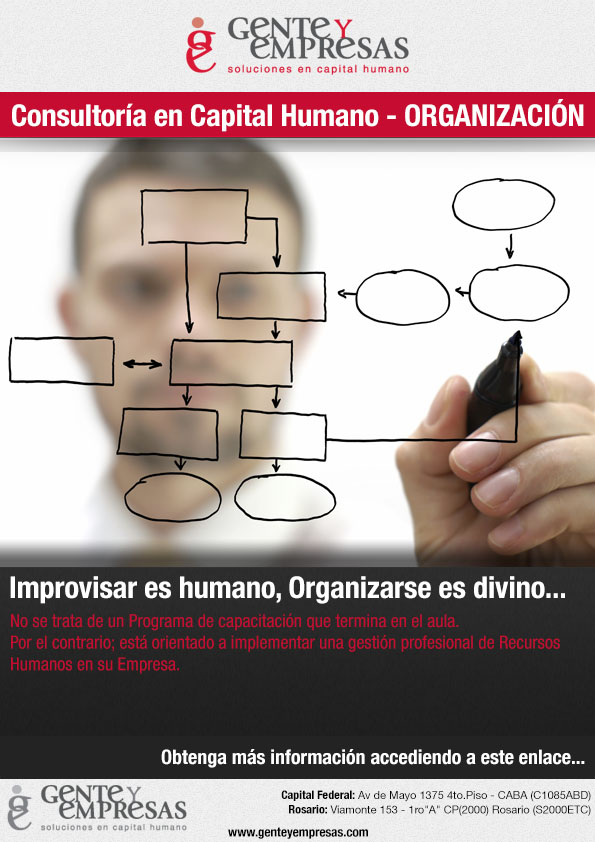 GENTE Y
EMPRESAS
soluciones en capital humano
Consultoría en Capital Humano - ORGANIZACIÓN
Improvisar es humano, Organizarse es divino...
No se trata de un Programa de capacitación que termina en el aula.
Por el contrario; está orientado a implementar una gestión profesional de Recursos
Humanos en su Empresa.
Obtenga más información accediendo a este enlace...
GENTE Y
EMPRESAS
soluciones en capital humano
Capital Federal: Av de Mayo 1375 4to.Piso - CABA (C1085ABD)
Rosario: Viamonte 153 - 1ro"A" CP(2000) Rosario (S2000ETC)
www.genteyempresas.com